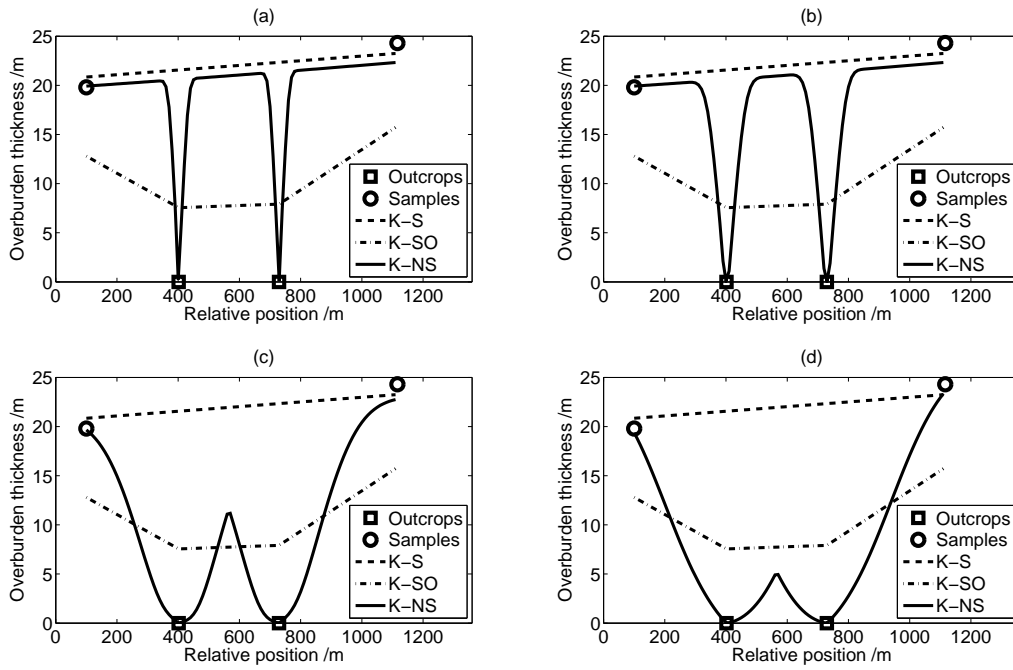 (a)
25
20
15
10
5
0
Overburden thickness /m
0 200 400 600 800 1000 1200
Relative position /m
Outcrops
Samples
K−S
K−SO
K−NS
(b)
25
20
15
10
5
0
Overburden thickness /m
0 200 400 600 800 1000 1200
Relative position /m
Outcrops
Samples
K−S
K−SO
K−NS
(c)
25
20
15
10
5
0
Overburden thickness /m
0 200 400 600 800 1000 1200
Relative position /m
Outcrops
Samples
K−S
K−SO
K−NS
(d)
25
20
15
10
5
0
Overburden thickness /m
0 200 400 600 800 1000 1200
Relative position /m
Outcrops
Samples
K−S
K−SO
K−NS